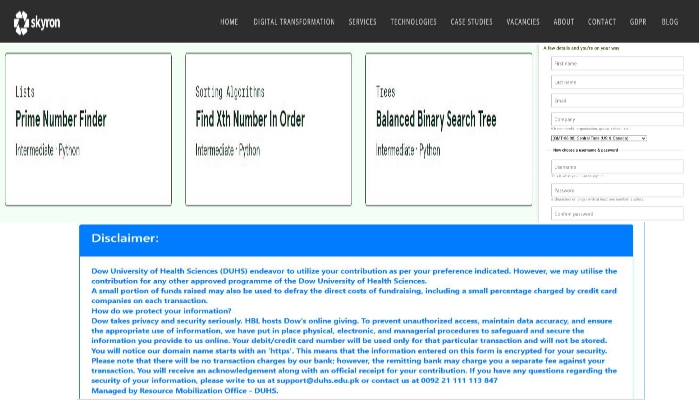 skyron
HOME DIGITAL TRANSFORMATION SERVICES TECHNOLOGIES CASE STUDIES VACANCIES ABOUT CONTACT GDPR BLOG
Lists
Prime Number Finder
Intermediate · Python
Sorting Algorithms
Find Xth Number In Order
Intermediate · Python
Trees
Balanced Binary Search Tree
Intermediate · Python
A few details and you're on your way
First name
Last name
Email
Company
Central Time (US & Canada)
Now choose a username & password
Username
Password
Confirm password
Disclaimer:
Dow University of Health Sciences (DUHS) endeavor to utilize your contribution as per your preference indicated. However, we may utilise the
contribution for any other approved programme of the Dow University of Health Sciences.
A small portion of funds raised may also be used to defray the direct costs of fundraising, including a small percentage charged by credit card
companies on each transaction.
How do we protect your information?
Dow takes privacy and security seriously. HBL hosts Dow's online giving. To prevent unauthorized access, maintain data accuracy, and ensure
the appropriate use of information, we have put in place physical, electronic, and managerial procedures to safeguard and secure the
information you provide to us online. Your debit/credit card number will be used only for that particular transaction and will not be stored.
You will notice our domain name starts with an 'https'. This means that the information entered on this form is encrypted for your security.
Please note that there will be no transaction charges by our bank; however, the remitting bank may charge you a separate fee against your
transaction. You will receive an acknowledgement along with an official receipt for your contribution. If you have any questions regarding the
security of your information, please write to us at support@duhs.edu.pk or contact us at 0092 21 111 113 847
Managed by Resource Mobilization Office - DUHS.